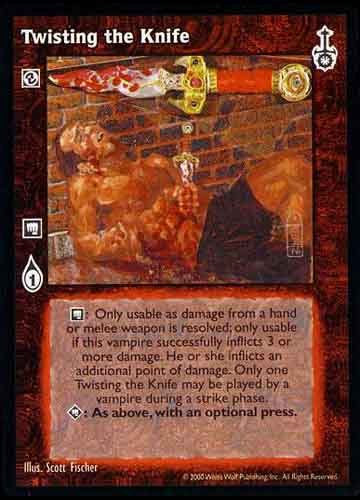 Twisting the Knife
1
: Only usable as damage from a hand
or melee weapon is resolved; only usable
if this vampire successfully inflicts 3 or
more damage. He or she inflicts an
additional point of damage. Only one
Twisting the Knife may be played by a
vampire during a strike phase.
: As above, with an optional press.
Illus. Scott Fischer
© 2000 White Wolf Publishing, Inc. All Rights Reserved.